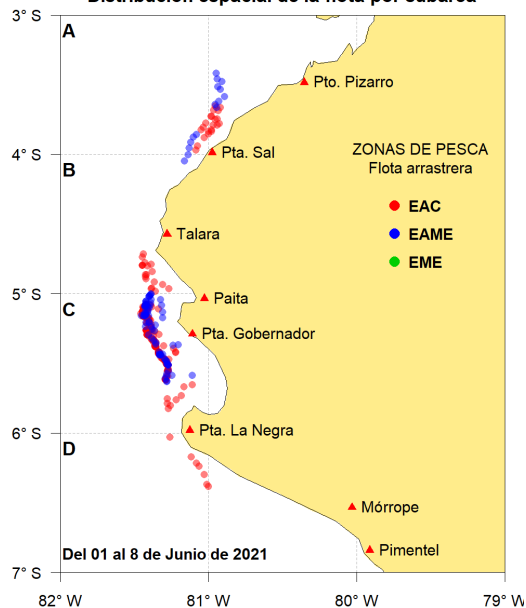 Distribución espacial de la flota por subárea
3° S
A
Pto. Pizarro
ZONAS DE PESCA
Flota arrastrera
4° S
Pta. Sal
B
EAC
Talara
EAME
EME
5° S
Paita
C
Pta. Gobernador
6° S
Pta. La Negra
D
Mórrope
Del 01 al 8 de Junio de 2021
Pimentel
7° S
82° W 81° W 80° W 79° W